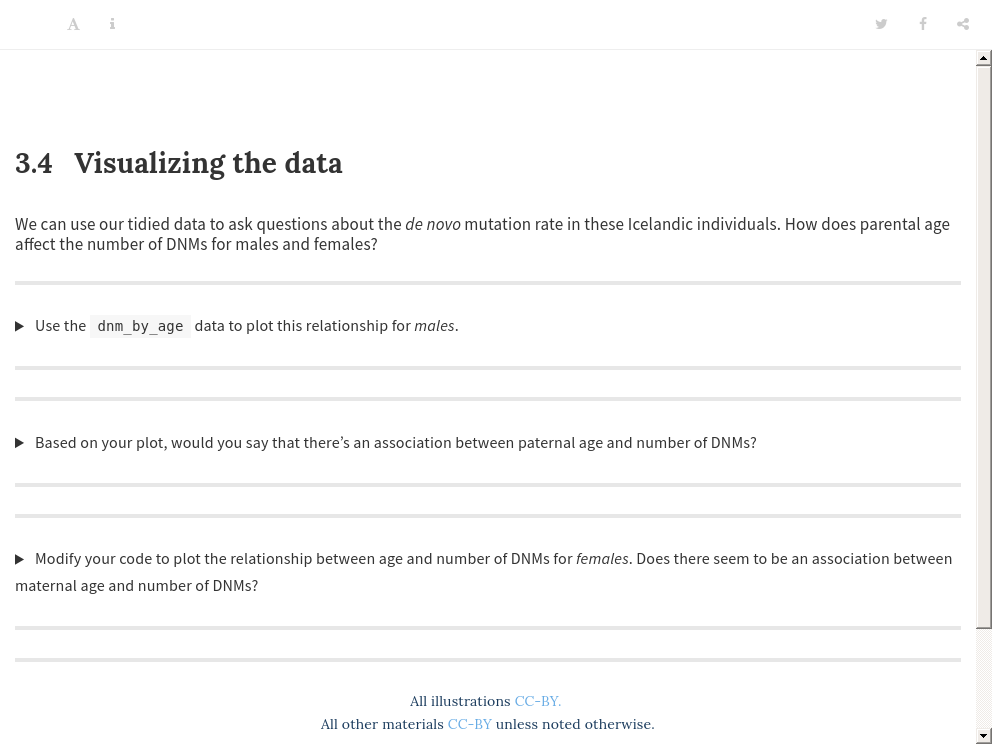 3.4 Visualizing the data
We can use our tidied data to ask questions about the de novo mutation rate in these Icelandic individuals. How does parental age
affect the number of DNMs for males and females?
Use the dnm_by_age data to plot this relationship for males.
Based on your plot, would you say that there’s an association between paternal age and number of DNMs?
Modify your code to plot the relationship between age and number of DNMs for females. Does there seem to be an association between
maternal age and number of DNMs?
All illustrations CC-BY.
All other materials CC-BY unless noted otherwise.